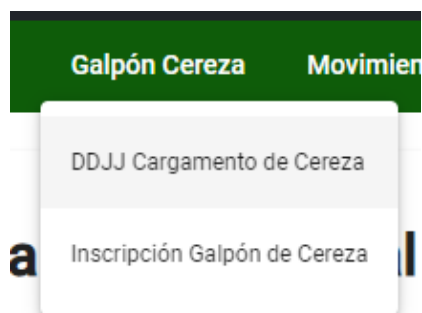 Galpón Cereza Movimien
DDJJ Cargamento de Cereza
Inscripción Galpón de Cereza
a l